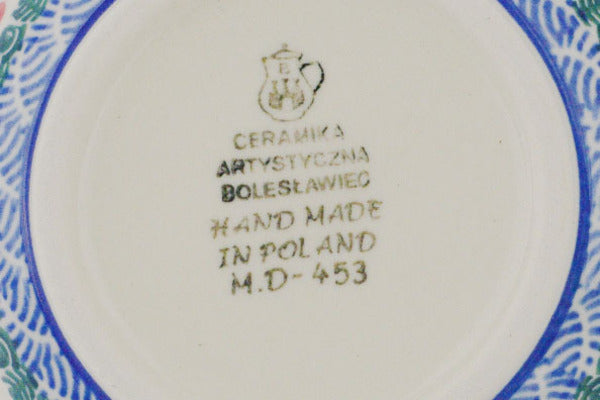 B
CERAMIKA
ARTYSTYCZNA
BOLESŁAWIEC
HAND MADE
IN POLAND
M.D-453